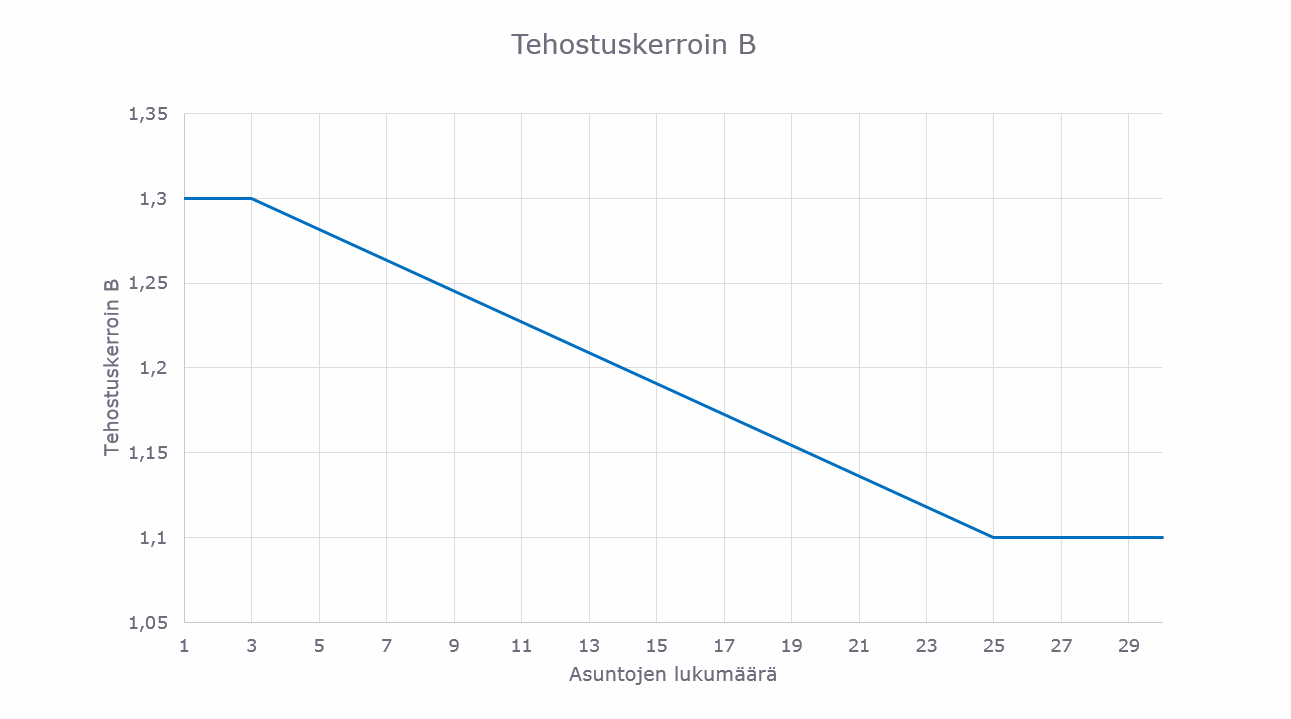 Tehostuskerroin B
1,35
1,3
1,25
1,2
1,15
1,1
1,05
Tehostuskerroin B
1 3 5 7 9 11 13 15 17 19 21 23 25 27 29
Asuntojen lukumäärä